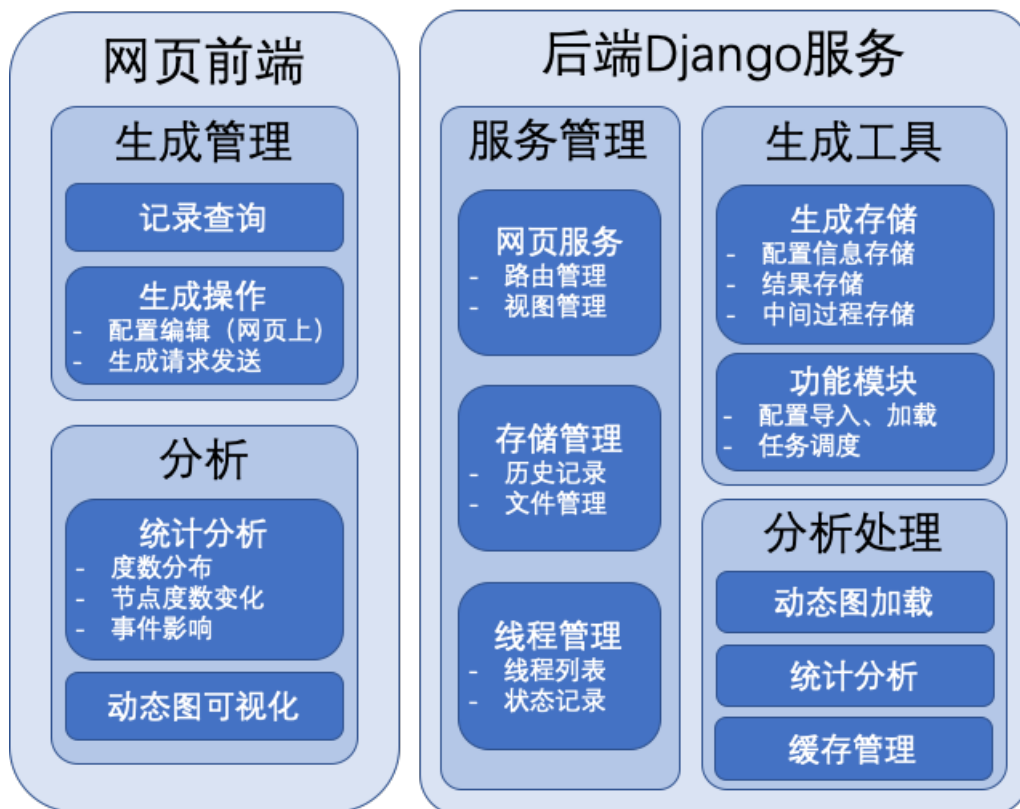 网页前端
生成管理
记录查询
生成操作
- 配置编辑（网页上）
- 生成请求发送
分析
统计分析
- 度数分布
- 节点度数变化
- 事件影响
动态图可视化
后端Django服务
服务管理
网页服务
- 路由管理
- 视图管理
存储管理
- 历史记录
- 文件管理
线程管理
- 线程列表
- 状态记录
生成工具
生成存储
- 配置信息存储
- 结果存储
- 中间过程存储
功能模块
- 配置导入、加载
- 任务调度
分析处理
动态图加载
统计分析
缓存管理